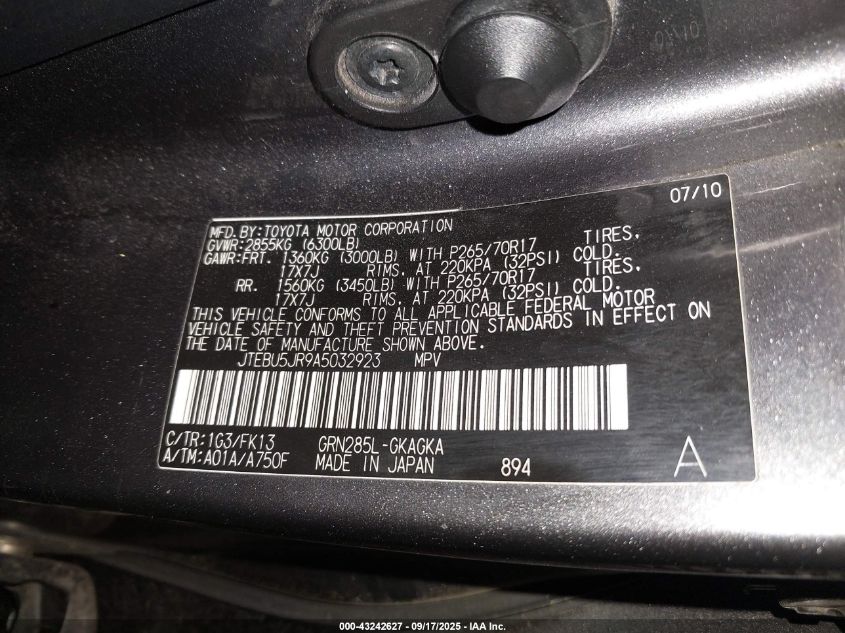 07/10
MFD. BY: TOYOTA MOTOR CORPORATION
GVWR: 2855KG (6300LB)
GAWR: FRT. 1360KG (3000LB) WITH P265/70R17 TIRES,
17X7J RIMS, AT 220KPA (32PSI) COLD.
RR. 1560KG (3450LB) WITH P265/70R17 TIRES,
17X7J RIMS, AT 220KPA (32PSI) COLD.
THIS VEHICLE CONFORMS TO ALL APPLICABLE FEDERAL MOTOR
VEHICLE SAFETY AND THEFT PREVENTION STANDARDS IN EFFECT ON
THE DATE OF MANUFACTURE SHOWN ABOVE.
JTEBU5JR9A5032923 MPV
C/TR: 1G3/FK13 GRN285L-GKAGKA
A/TM: A01A/A750F MADE IN JAPAN 894 A
000-43242627 - 09/17/2025 - IAA Inc.